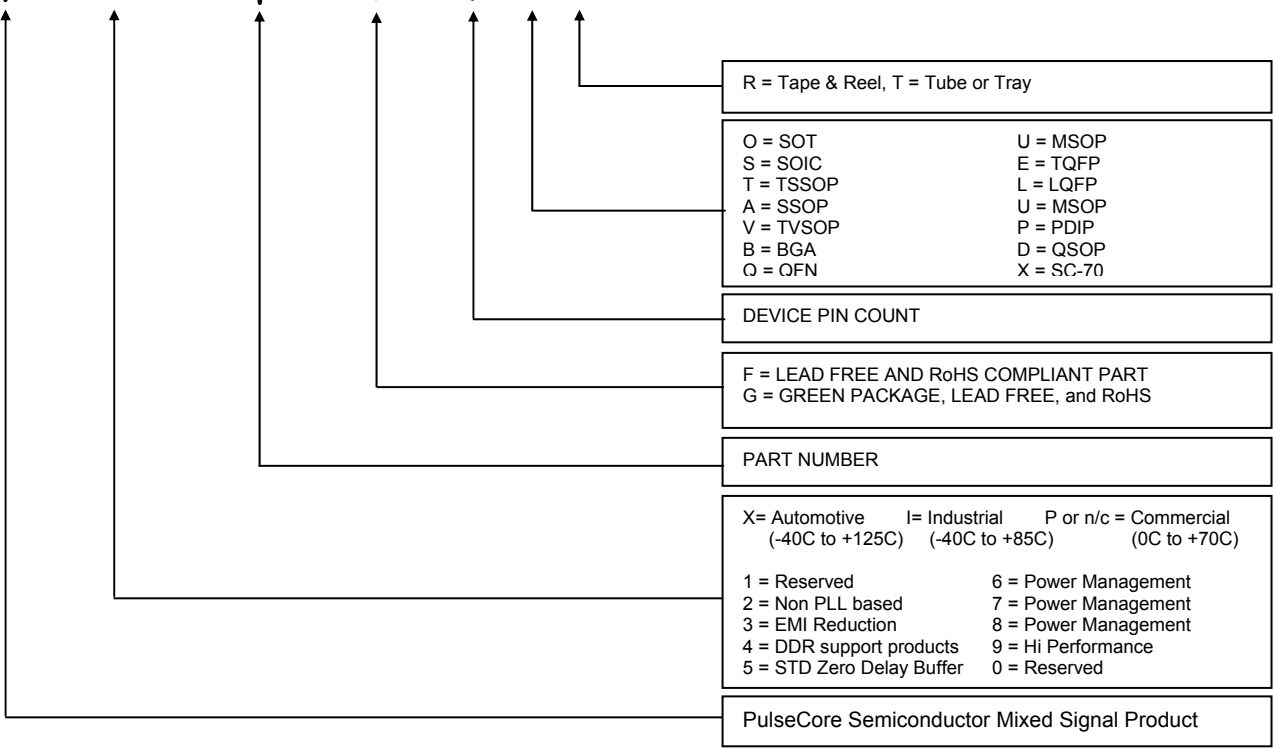 R = Tape & Reel, T = Tube or Tray
O = SOT U = MSOP
S = SOIC E = TQFP
T = TSSOP L = LQFP
A = SSOP U = MSOP
V = TVSOP P = PDIP
B = BGA D = QSOP
Q = QFN X = SC-70
DEVICE PIN COUNT
F = LEAD FREE AND RoHS COMPLIANT PART
G = GREEN PACKAGE, LEAD FREE, and RoHS
PART NUMBER
X= Automotive I= Industrial P or n/c = Commercial
(-40C to +125C) (-40C to +85C) (0C to +70C)
1 = Reserved 6 = Power Management
2 = Non PLL based 7 = Power Management
3 = EMI Reduction 8 = Power Management
4 = DDR support products 9 = Hi Performance
5 = STD Zero Delay Buffer 0 = Reserved
PulseCore Semiconductor Mixed Signal Product